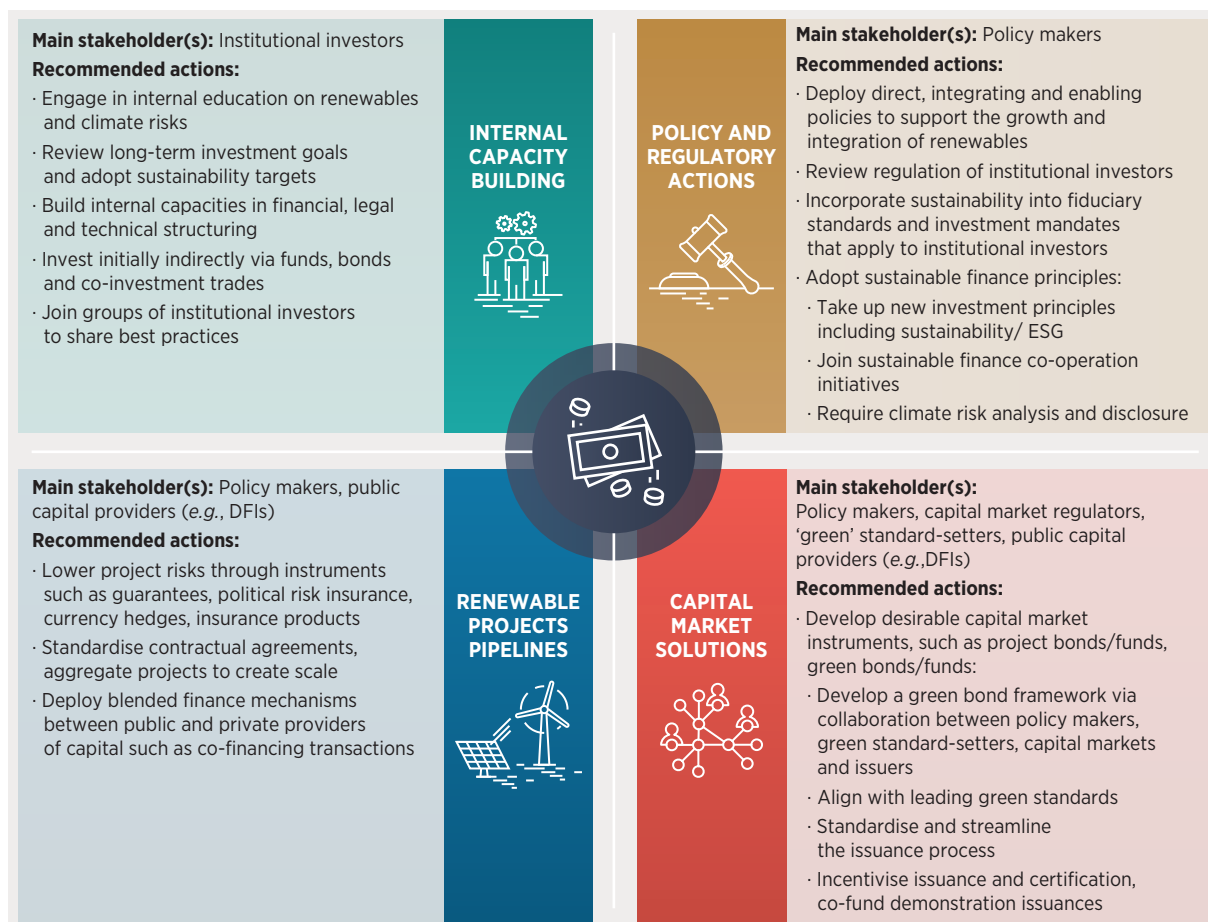 Main stakeholder(s): Institutional investors
Recommended actions:
· Engage in internal education on renewables
and climate risks
· Review long-term investment goals
and adopt sustainability targets
· Build internal capacities in financial, legal
and technical structuring
· Invest initially indirectly via funds, bonds
and co-investment trades
· Join groups of institutional investors
to share best practices
INTERNAL
CAPACITY
BUILDING
POLICY AND
REGULATORY
ACTIONS
Main stakeholder(s): Policy makers
Recommended actions:
· Deploy direct, integrating and enabling
policies to support the growth and
integration of renewables
· Review regulation of institutional investors
· Incorporate sustainability into fiduciary
standards and investment mandates
that apply to institutional investors
· Adopt sustainable finance principles:
· Take up new investment principles
including sustainability/ ESG
· Join sustainable finance co-operation
initiatives
· Require climate risk analysis and disclosure
Main stakeholder(s): Policy makers, public
capital providers (e.g., DFIs)
Recommended actions:
· Lower project risks through instruments
such as guarantees, political risk insurance,
currency hedges, insurance products
· Standardise contractual agreements,
aggregate projects to create scale
· Deploy blended finance mechanisms
between public and private providers
of capital such as co-financing transactions
RENEWABLE
PROJECTS
PIPELINES
CAPITAL
MARKET
SOLUTIONS
Main stakeholder(s):
Policy makers, capital market regulators,
‘green’ standard-setters, public capital
providers (e.g.,DFIs)
Recommended actions:
· Develop desirable capital market
instruments, such as project bonds/funds,
green bonds/funds:
· Develop a green bond framework via
collaboration between policy makers,
green standard-setters, capital markets
and issuers
· Align with leading green standards
· Standardise and streamline
the issuance process
· Incentivise issuance and certification,
co-fund demonstration issuances